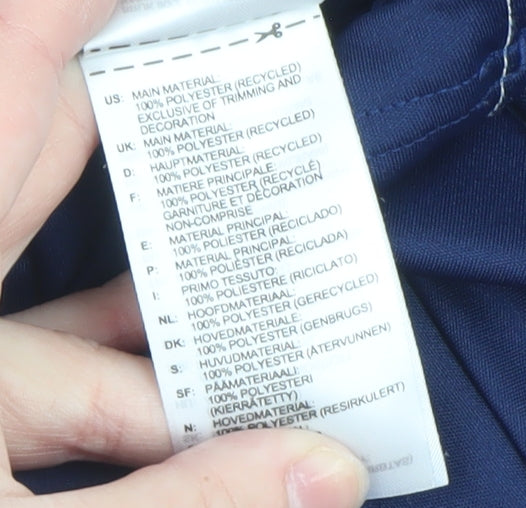 US: MAIN MATERIAL:
100% POLYESTER (RECYCLED)
EXCLUSIVE OF TRIMMING AND
DECORATION
UK: MAIN MATERIAL:
100% POLYESTER (RECYCLED)
D: HAUPTMATERIAL:
100% POLYESTER (RECYCLED)
F: MATIERE PRINCIPALE:
100% POLYESTER (RECYCLÉ)
GARNITURE ET DÉCORATION
NON-COMPRISE
E: MATERIAL PRINCIPAL:
100% POLIESTER (RECICLADO)
P: MATERIAL PRINCIPAL:
100% POLIÉSTER (RECICLADA)
I: PRIMO TESSUTO:
100% POLIESTERE (RICICLATO)
NL: HOOFDMATERIAAL:
100% POLYESTER (GERECYCLED)
DK: HOVEDMATERIALE:
100% POLYESTER (GENBRUGS)
S: HUVUDMATERIAL:
100% POLYESTER (ÅTERVUNNEN)
SF: PÄÄMATERIAALI:
100% POLYESTERI
(KIERRÄTETTY)
N: HOVEDMATERIAL:
100% POLYESTER (RESIRKULERT)